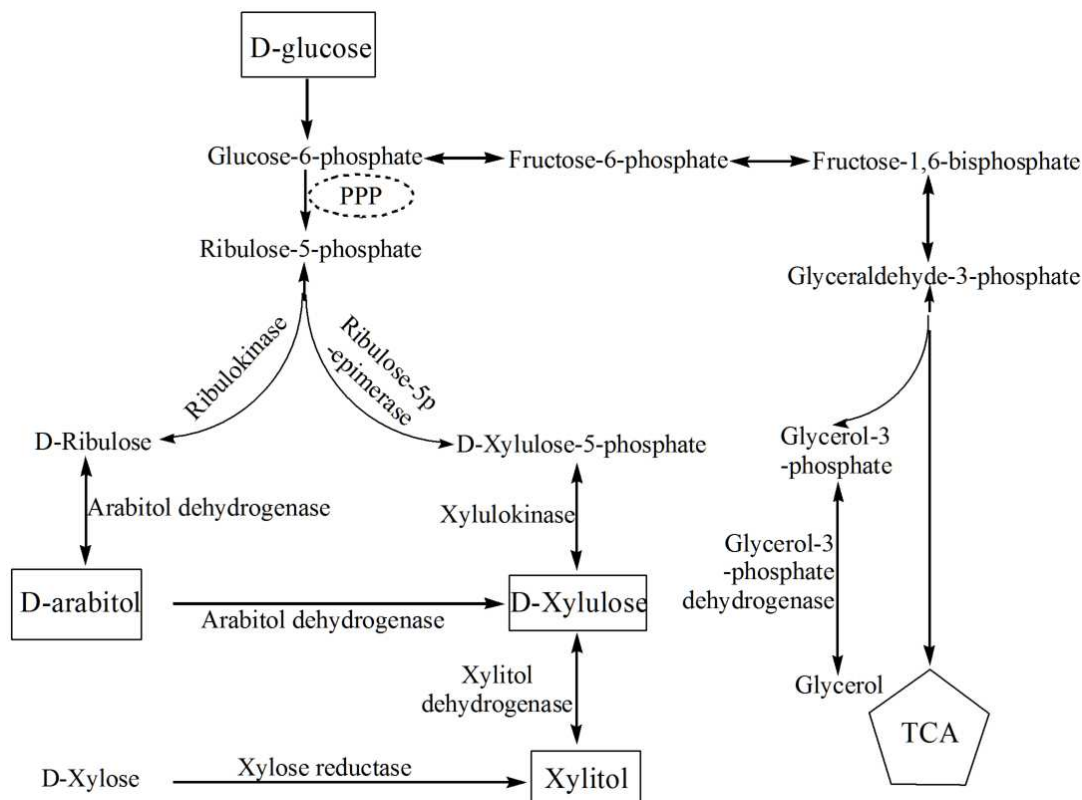 D-glucose
Glucose-6-phosphate
Fructose-6-phosphate
Fructose-1,6-bisphosphate
PPP
Ribulose-5-phosphate
Glyceraldehyde-3-phosphate
Ribulokinase
Ribulose-5p
-epimerase
D-Ribulose
D-Xylulose-5-phosphate
Glycerol-3
-phosphate
Arabitol dehydrogenase
Xylulokinase
Glycerol-3
-phosphate
dehydrogenase
D-arabitol
Arabitol dehydrogenase
D-Xylulose
Xylitol
dehydrogenase
Glycerol
TCA
D-Xylose
Xylose reductase
Xylitol